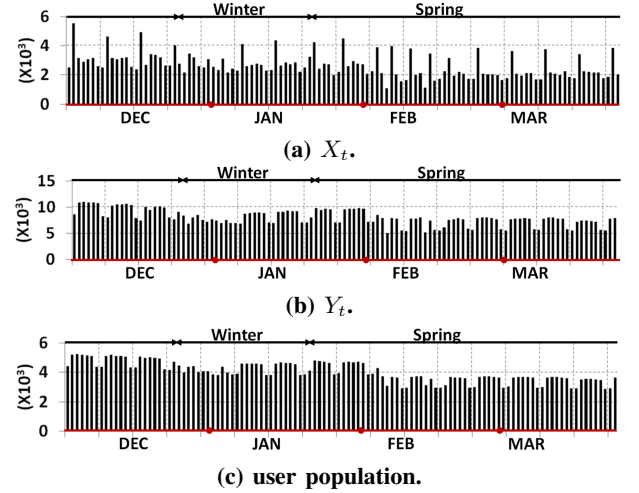 Winter Spring
6
4
2
0
(X10³)
DEC JAN FEB MAR
(a) Xₜ.
Winter Spring
15
10
5
0
(X10³)
DEC JAN FEB MAR
(b) Yₜ.
Winter Spring
6
4
2
0
(X10³)
DEC JAN FEB MAR
(c) user population.